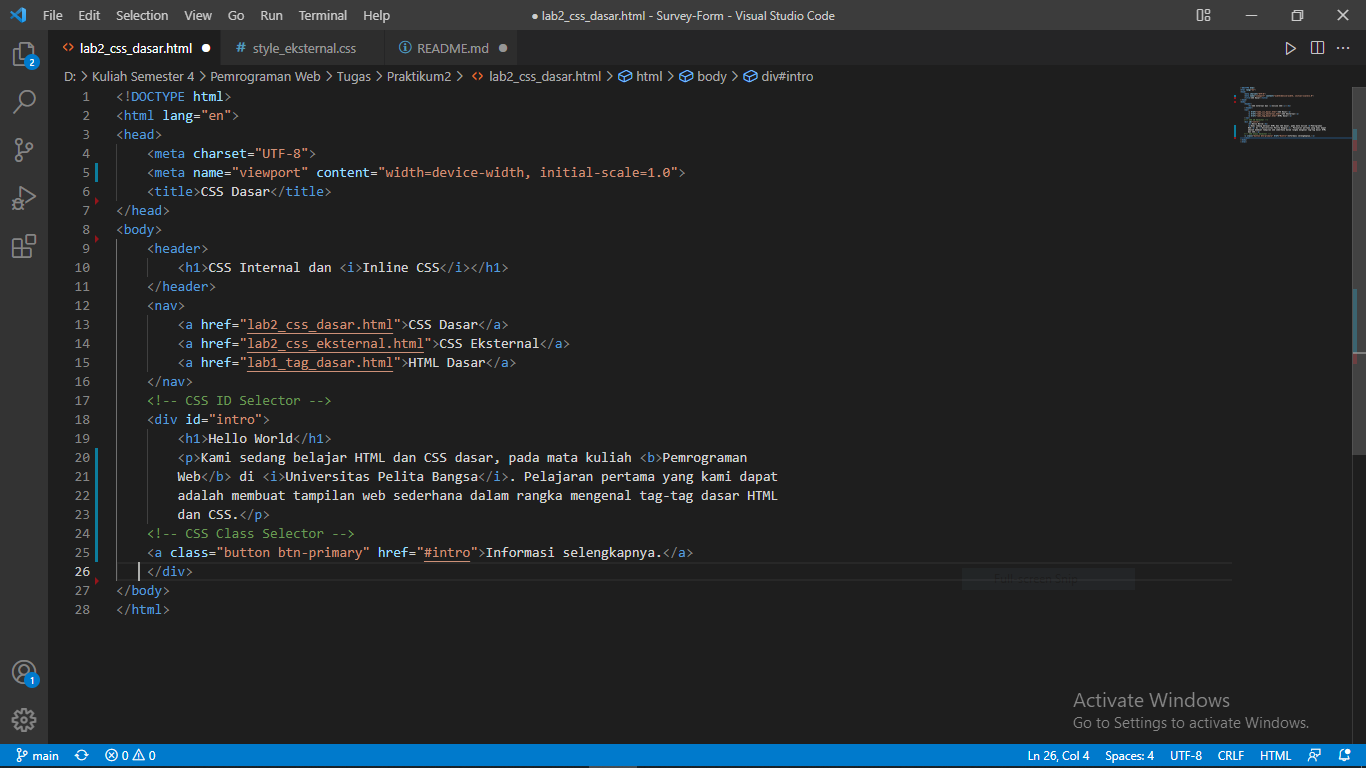 File Edit Selection View Go Run Terminal Help
● lab2_css_dasar.html - Survey-Form - Visual Studio Code
<> lab2_css_dasar.html ●
# style_eksternal.css
README.md ●
D: > Kuliah Semester 4 > Pemrograman Web > Tugas > Praktikum2 > <> lab2_css_dasar.html > html > body > div#intro
2
1 <!DOCTYPE html>
2 <html lang="en">
3 <head>
4 <meta charset="UTF-8">
5 <meta name="viewport" content="width=device-width, initial-scale=1.0">
6 <title>CSS Dasar</title>
7 </head>
8 <body>
9 <header>
10 <h1>CSS Internal dan <i>Inline CSS</i></h1>
11 </header>
12 <nav>
13 <a href="lab2_css_dasar.html">CSS Dasar</a>
14 <a href="lab2_css_eksternal.html">CSS Eksternal</a>
15 <a href="lab1_tag_dasar.html">HTML Dasar</a>
16 </nav>
17 <!-- CSS ID Selector -->
18 <div id="intro">
19 <h1>Hello World</h1>
20 <p>Kami sedang belajar HTML dan CSS dasar, pada mata kuliah <b>Pemrograman
21 Web</b> di <i>Universitas Pelita Bangsa</i>. Pelajaran pertama yang kami dapat
22 adalah membuat tampilan web sederhana dalam rangka mengenal tag-tag dasar HTML
23 dan CSS.</p>
24 <!-- CSS Class Selector -->
25 <a class="button btn-primary" href="#intro">Informasi selengkapnya.</a>
26 </div>
27 </body>
28 </html>
1
Activate Windows
Go to Settings to activate Windows.
main 0 0
Ln 26, Col 4 Spaces: 4 UTF-8 CRLF HTML